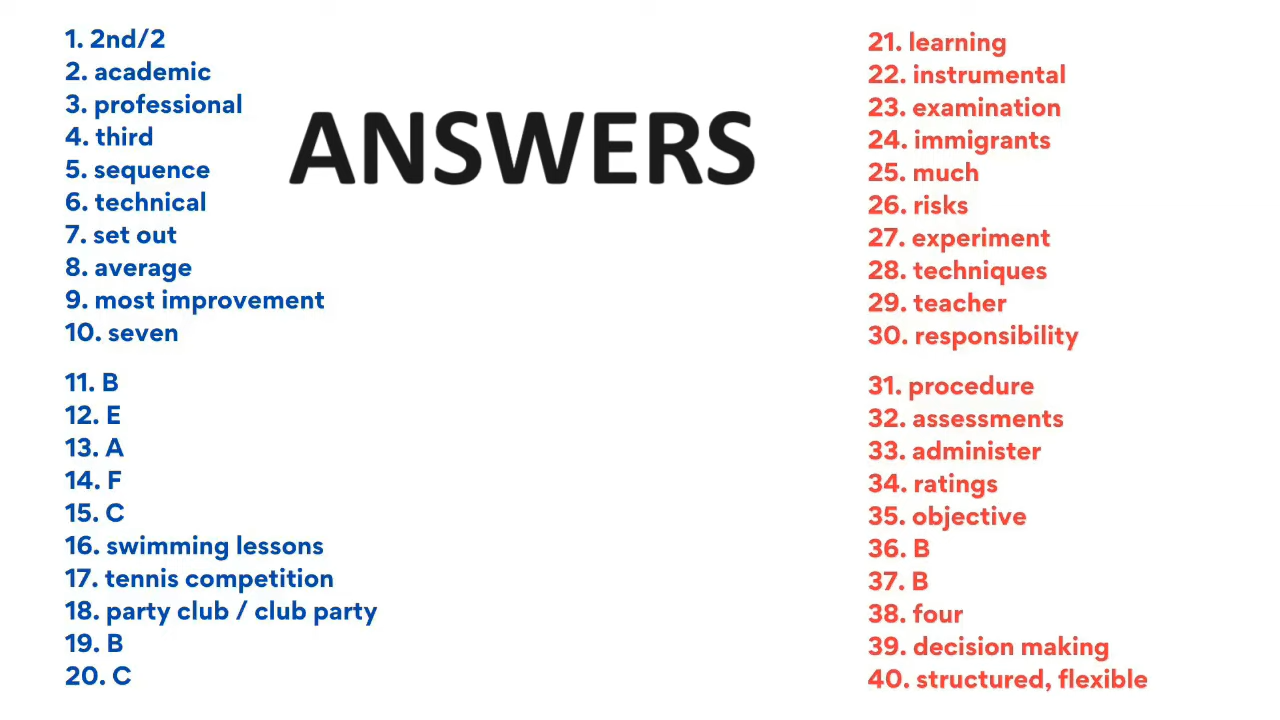 1. 2nd/2
2. academic
3. professional
4. third
5. sequence
6. technical
7. set out
8. average
9. most improvement
10. seven
11. B
12. E
13. A
14. F
15. C
16. swimming lessons
17. tennis competition
18. party club / club party
19. B
20. C
ANSWERS
21. learning
22. instrumental
23. examination
24. immigrants
25. much
26. risks
27. experiment
28. techniques
29. teacher
30. responsibility
31. procedure
32. assessments
33. administer
34. ratings
35. objective
36. B
37. B
38. four
39. decision making
40. structured, flexible